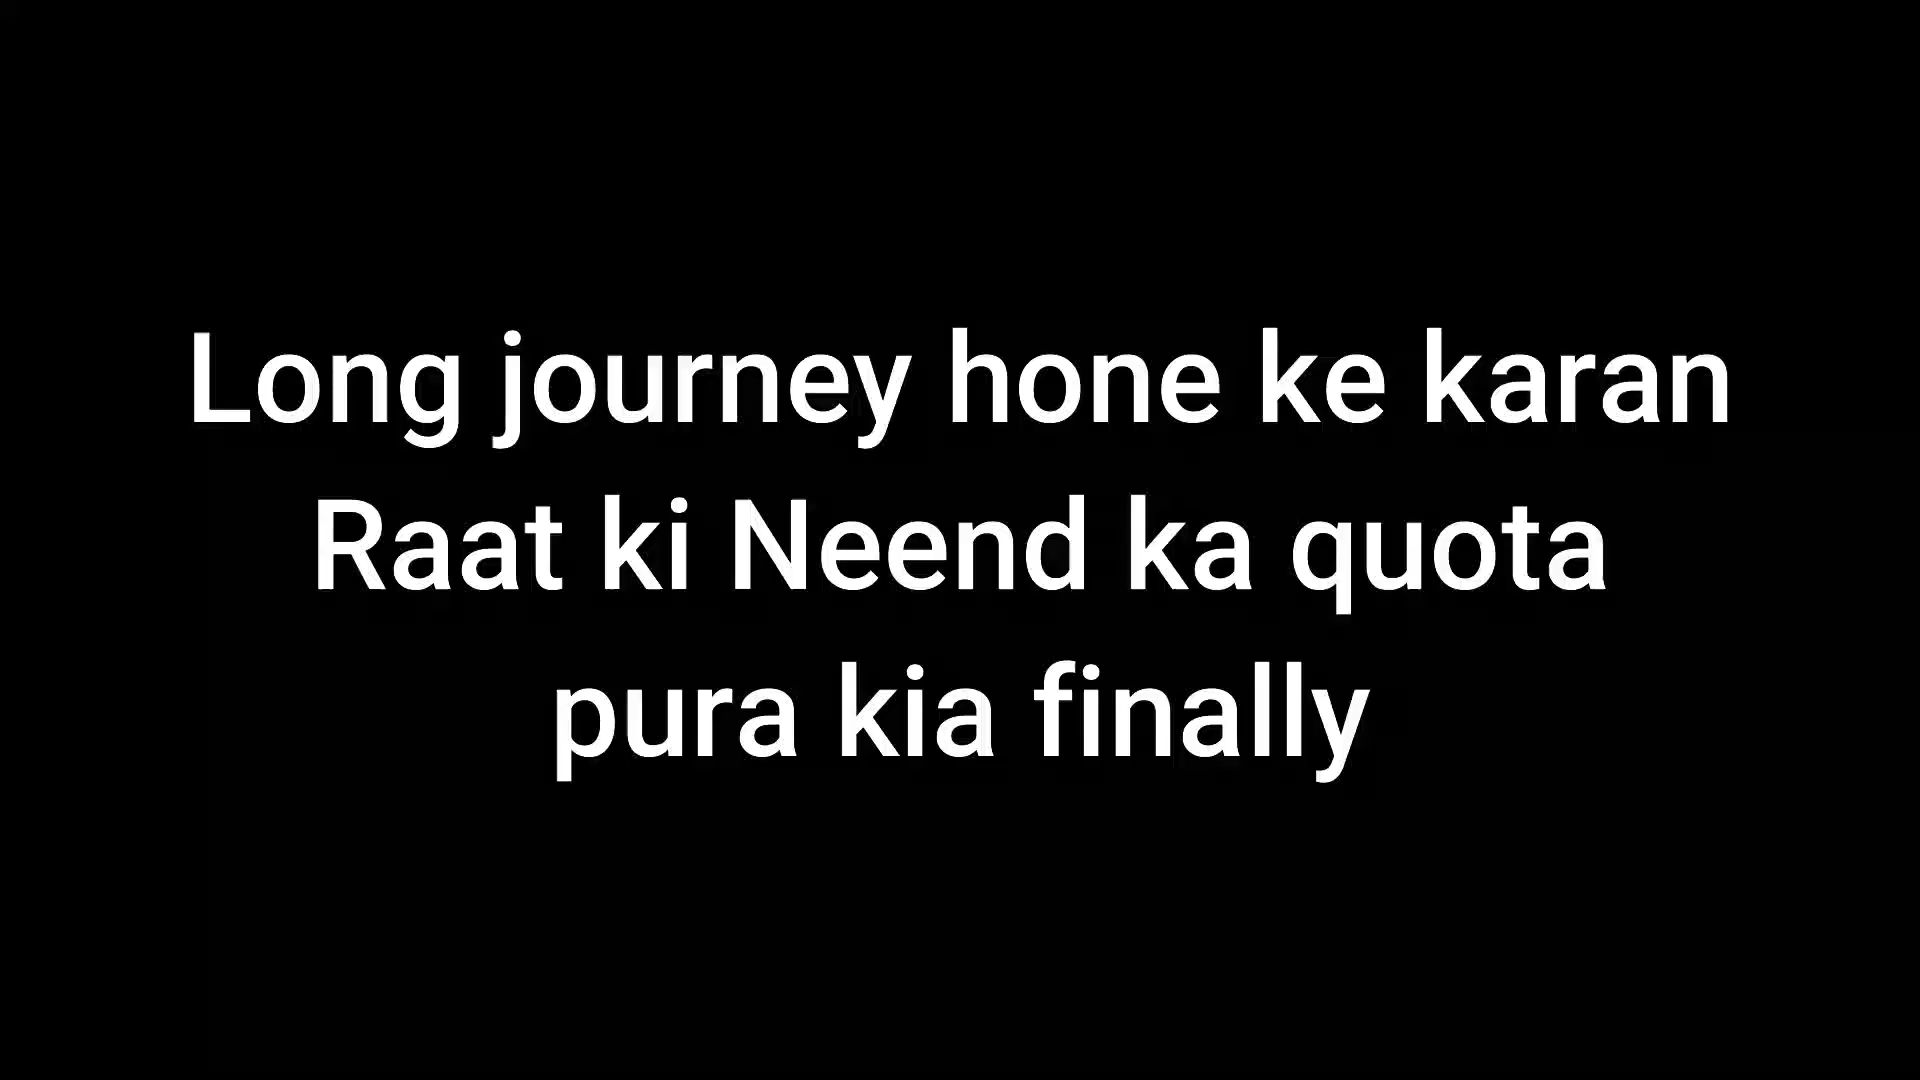 Long journey hone ke karan
Raat ki Neend ka quota
pura kia finally